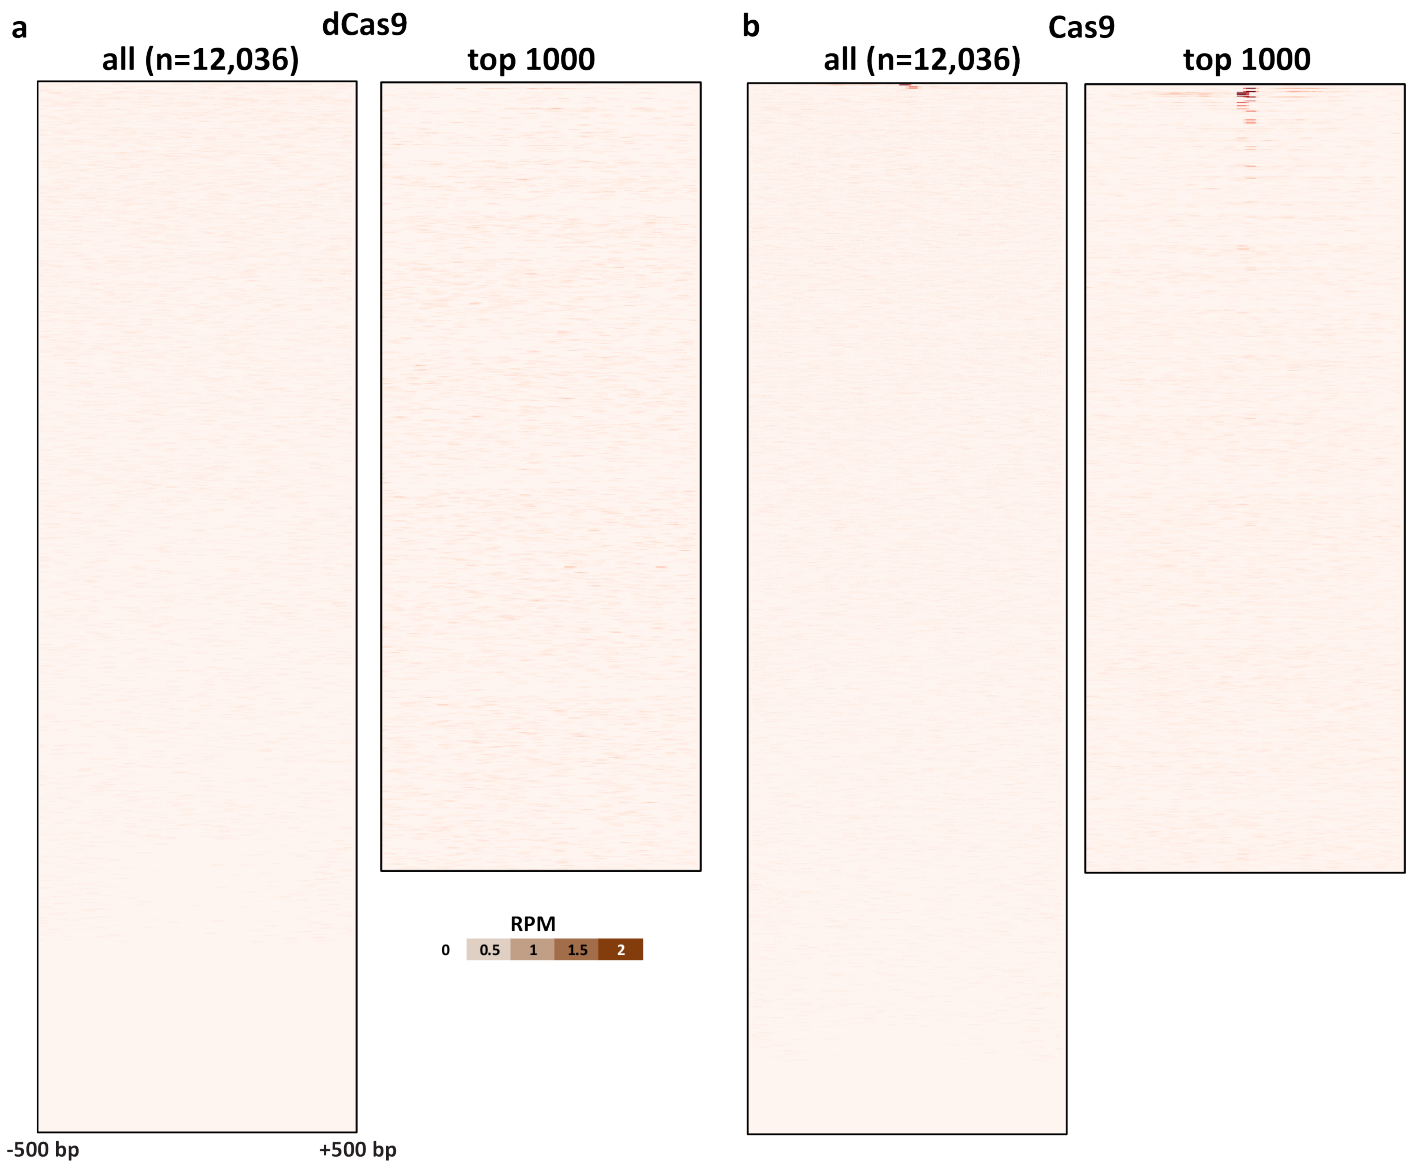 a
dCas9
all (n=12,036)
top 1000
b
Cas9
all (n=12,036)
top 1000
RPM
0 0.5 1 1.5 2
-500 bp
+500 bp